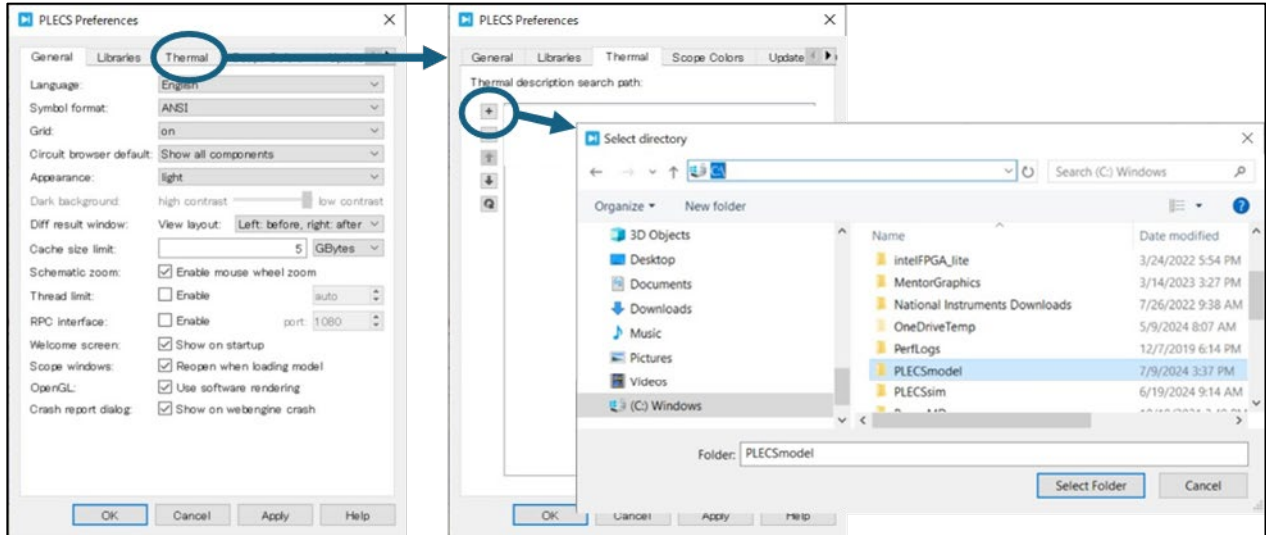 PLECS Preferences
General Libraries Thermal
Language: English
Symbol format: ANSI
Grid: on
Circuit browser default: Show all components
Appearance: light
Dark background: high contrast low contrast
Diff result window: View layout: Left: before, right: after
Cache size limit: 5 GBytes
Schematic zoom: Enable mouse wheel zoom
Thread limit: Enable auto
RPC interface: Enable port: 1080
Welcome screen: Show on startup
Scope windows: Reopen when loading model
OpenGL: Use software rendering
Crash report dialog: Show on webengine crash
OK Cancel Apply Help
PLECS Preferences
General Libraries Thermal Scope Colors Update
Thermal description search path:
OK Cancel Apply Help
Select directory
C:\ Search (C:) Windows
Organize New folder
3D Objects
Desktop
Documents
Downloads
Music
Pictures
Videos
(C:) Windows
Name Date modified
intelFPGA_lite 3/24/2022 5:54 PM
MentorGraphics 3/14/2023 3:27 PM
National Instruments Downloads 7/26/2022 9:38 AM
OneDriveTemp 5/9/2024 8:07 AM
PerfLogs 12/7/2019 6:14 PM
PLECSmodel 7/9/2024 3:37 PM
PLECSsim 6/19/2024 9:14 AM
Folder: PLECSmodel
Select Folder Cancel